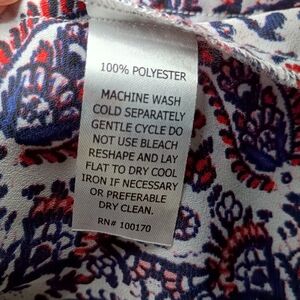 100% POLYESTER
MACHINE WASH
COLD SEPARATELY
GENTLE CYCLE DO
NOT USE BLEACH
RESHAPE AND LAY
FLAT TO DRY COOL
IRON IF NECESSARY
OR PREFERABLE
DRY CLEAN.
RN# 100170